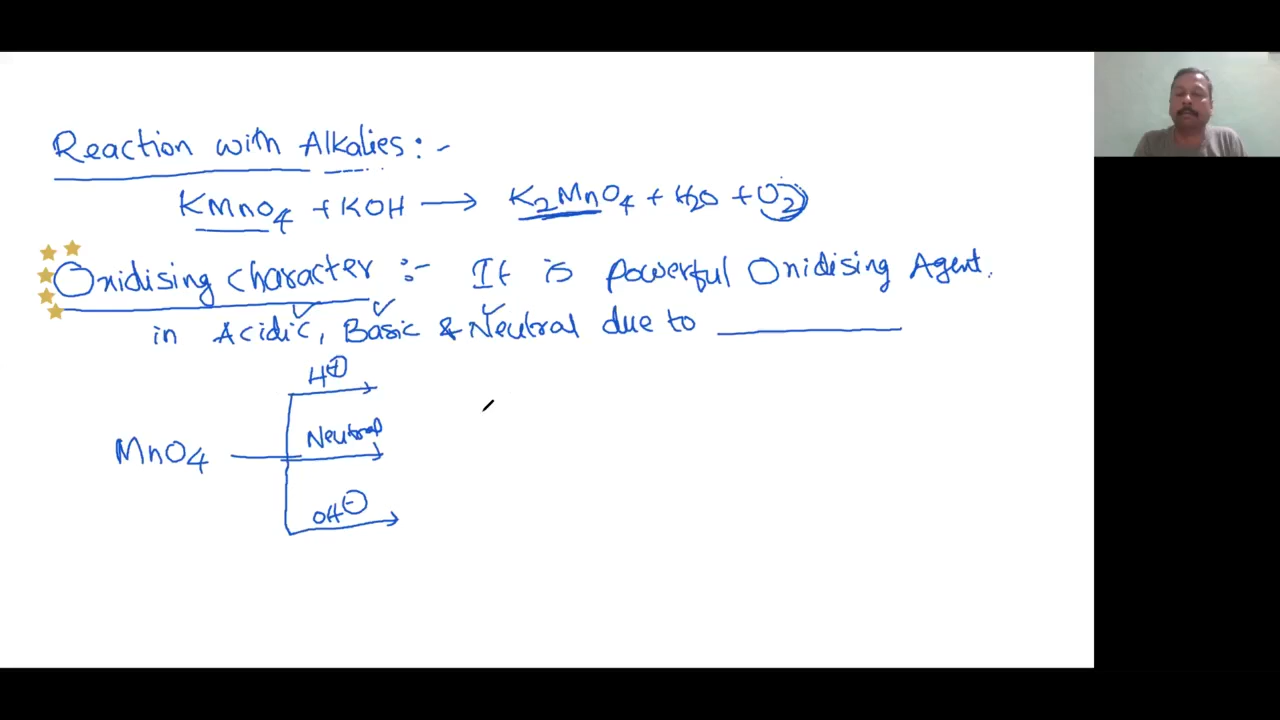 Reaction with Alkalies :-
KMnO4 + KOH → K2MnO4 + H2O + O2
Oxidising character :- It is Powerful Oxidising Agent.
in Acidic, Basic & Neutral due to ________
H⊕
Neutral
MnO4
OH⊖